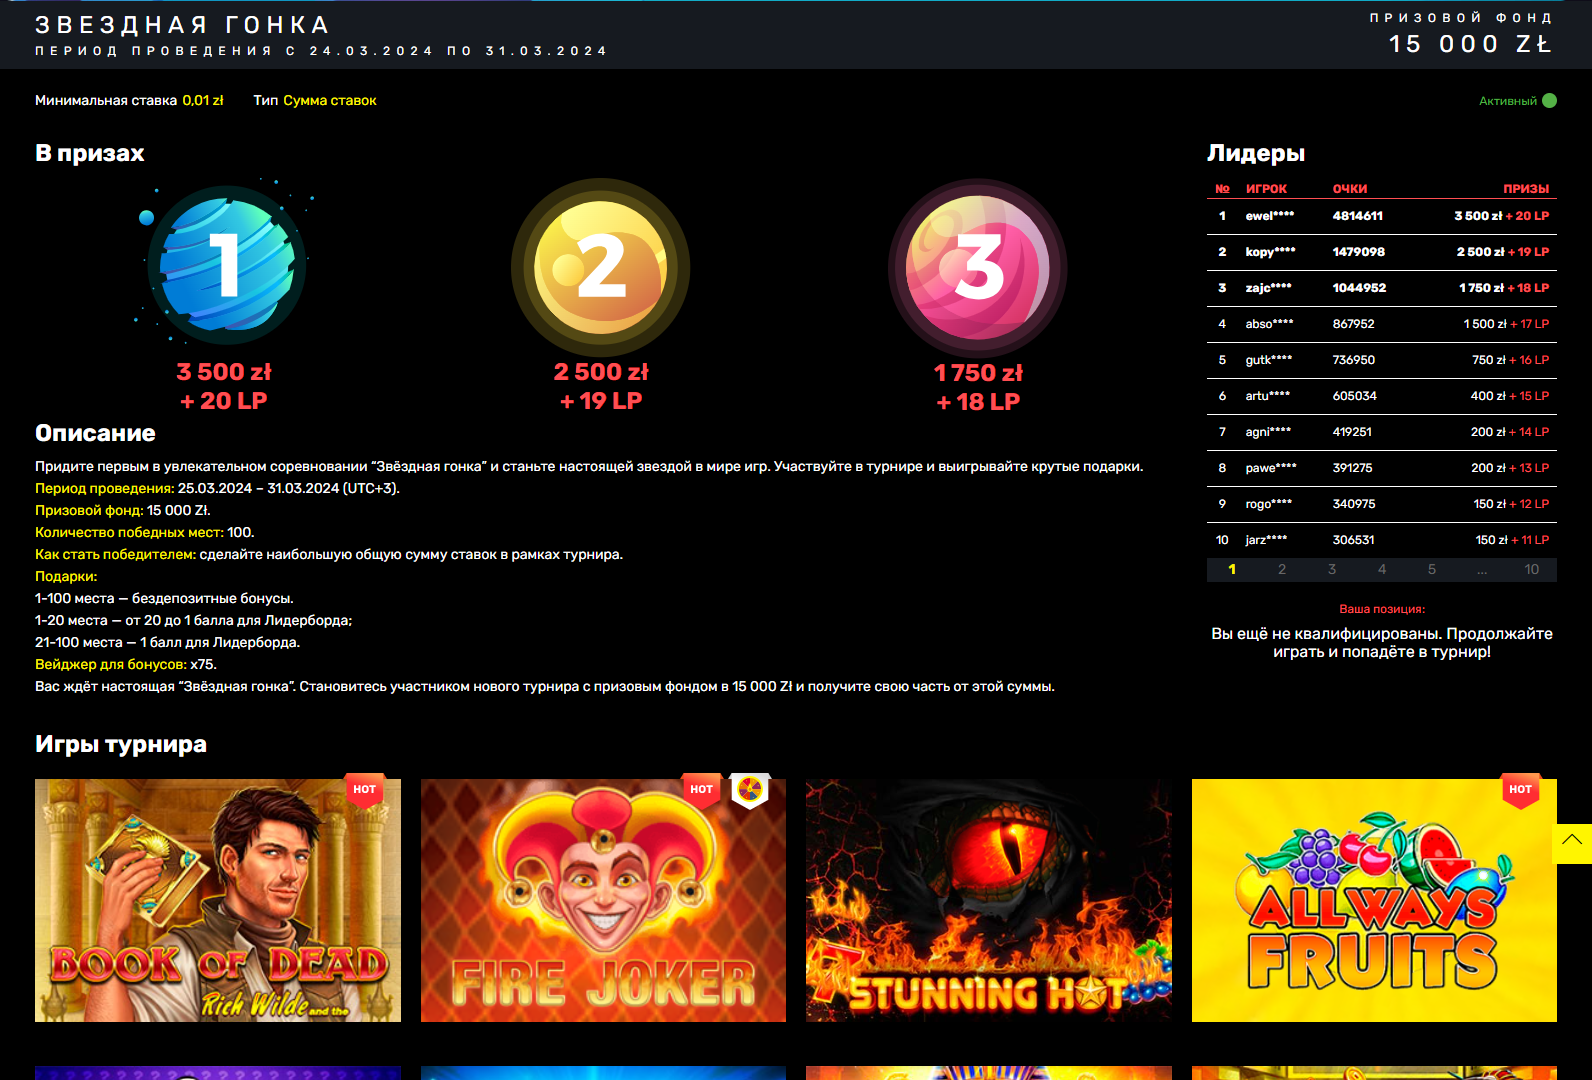 ЗВЕЗДНАЯ ГОНКА
ПЕРИОД ПРОВЕДЕНИЯ С 24.03.2024 ПО 31.03.2024
ПРИЗОВОЙ ФОНД
15 000 ZŁ
Минимальная ставка 0,01 zł Тип Сумма ставок
Активный
В призах
1
2
3
3 500 zł
+ 20 LP
2 500 zł
+ 19 LP
1 750 zł
+ 18 LP
Описание
Придите первым в увлекательном соревновании “Звёздная гонка” и станьте настоящей звездой в мире игр. Участвуйте в турнире и выигрывайте крутые подарки.
Период проведения: 25.03.2024 – 31.03.2024 (UTC+3).
Призовой фонд: 15 000 Zł.
Количество победных мест: 100.
Как стать победителем: сделайте наибольшую общую сумму ставок в рамках турнира.
Подарки:
1-100 места — бездепозитные бонусы.
1-20 места — от 20 до 1 балла для Лидерборда;
21-100 места — 1 балл для Лидерборда.
Вейджер для бонусов: x75.
Вас ждёт настоящая “Звёздная гонка”. Становитесь участником нового турнира с призовым фондом в 15 000 Zł и получите свою часть от этой суммы.
Лидеры
№ ИГРОК ОЧКИ ПРИЗЫ
1 ewel**** 4814611 3 500 zł + 20 LP
2 kopy**** 1479098 2 500 zł + 19 LP
3 zajc**** 1044952 1 750 zł + 18 LP
4 abso**** 867952 1 500 zł + 17 LP
5 gutk**** 736950 750 zł + 16 LP
6 artu**** 605034 400 zł + 15 LP
7 agni**** 419251 200 zł + 14 LP
8 pawe**** 391275 200 zł + 13 LP
9 rogo**** 340975 150 zł + 12 LP
10 jarz**** 306531 150 zł + 11 LP
1 2 3 4 5 ... 10
Ваша позиция:
Вы ещё не квалифицированы. Продолжайте
играть и попадёте в турнир!
Игры турнира
HOT
BOOK OF DEAD
Rich Wilde and the
HOT
FIRE JOKER
STUNNING HOT
HOT
ALLWAYS
FRUITS